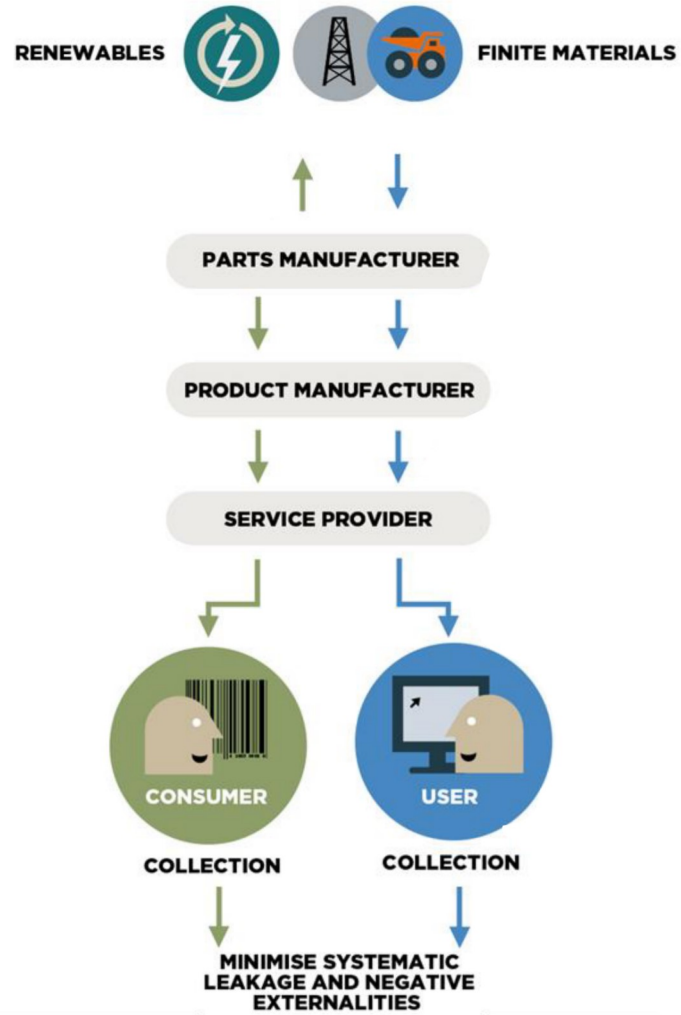 RENEWABLES
FINITE MATERIALS
PARTS MANUFACTURER
PRODUCT MANUFACTURER
SERVICE PROVIDER
CONSUMER
USER
COLLECTION
COLLECTION
MINIMISE SYSTEMATIC
LEAKAGE AND NEGATIVE
EXTERNALITIES